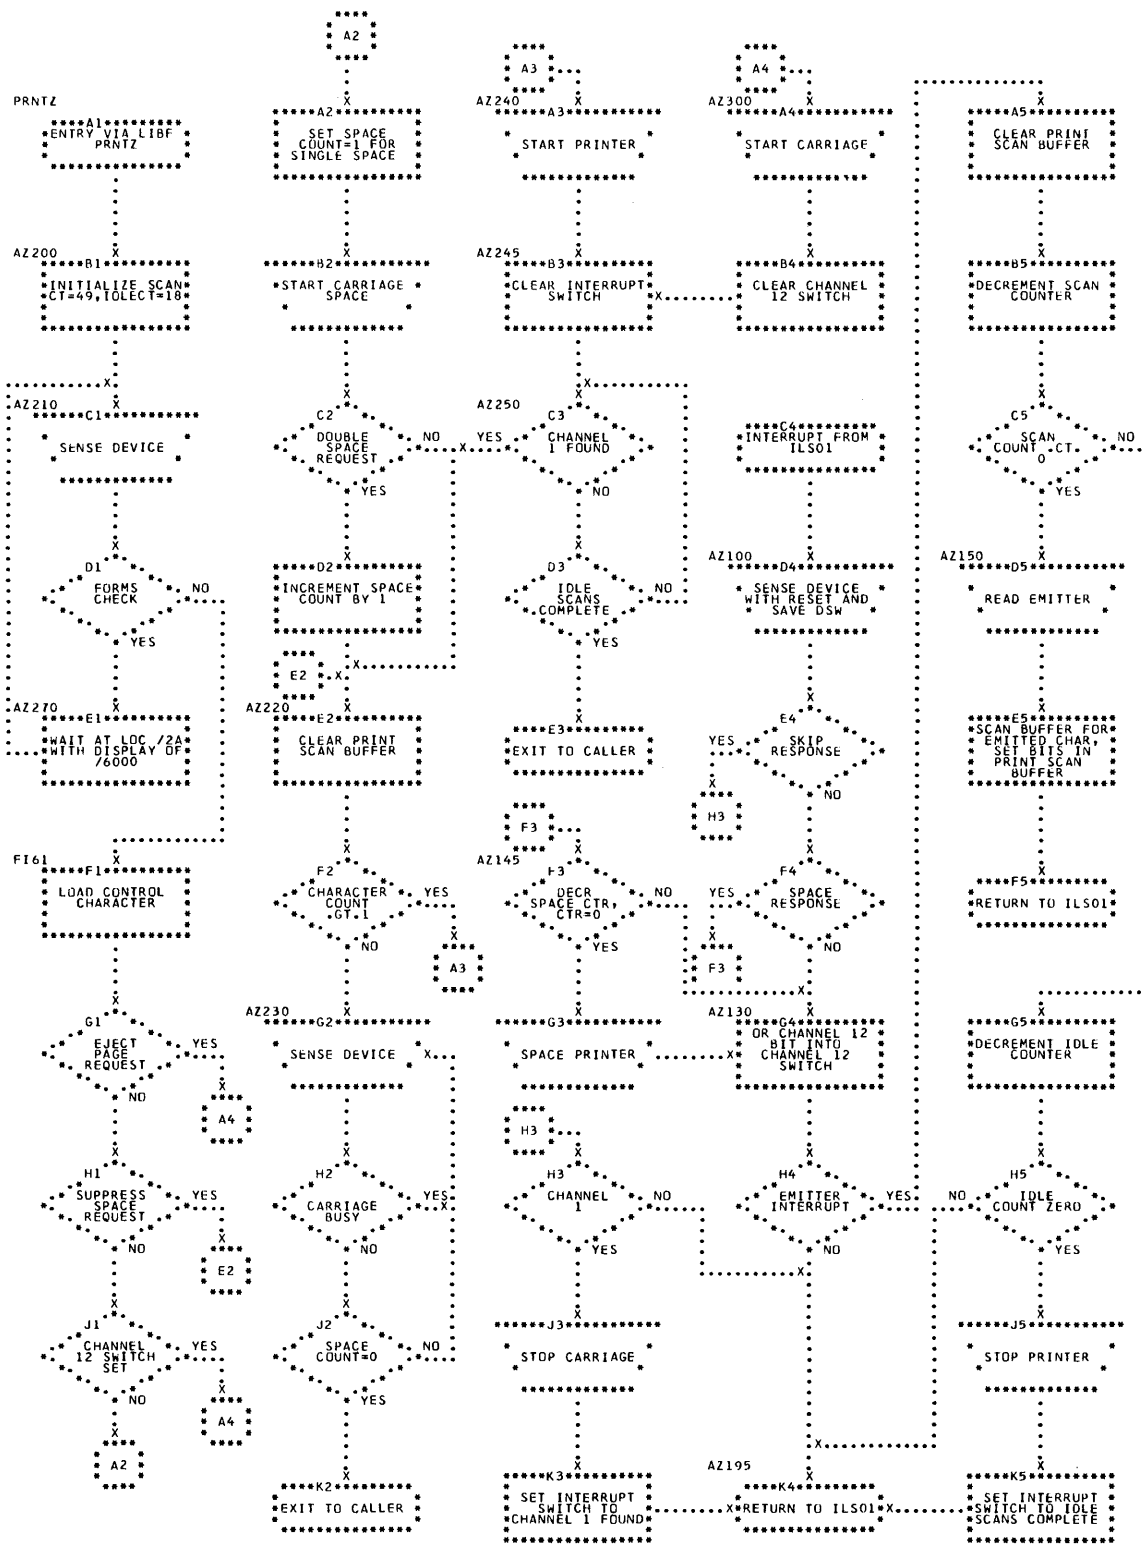 PRNTZ
A1
ENTRY VIA LIBF
PRNTZ
AZ200
B1
INITIALIZE SCAN
CT=49,IDLECT=18
AZ210
C1
SENSE DEVICE
D1
FORMS
CHECK
NO
YES
AZ270
E1
WAIT AT LOC /2A
WITH DISPLAY OF
/6000
FI61
F1
LOAD CONTROL
CHARACTER
G1
EJECT
PAGE
REQUEST
YES
NO
A4
H1
SUPPRESS
SPACE
REQUEST
YES
NO
E2
J1
CHANNEL
12 SWITCH
SET
YES
NO
A4
A2
A2
A2
SET SPACE
COUNT=1 FOR
SINGLE SPACE
B2
START CARRIAGE
SPACE
C2
DOUBLE
SPACE
REQUEST
NO
YES
D2
INCREMENT SPACE
COUNT BY 1
E2
AZ220
E2
CLEAR PRINT
SCAN BUFFER
F2
CHARACTER
COUNT
.GT.1
YES
NO
A3
AZ230
G2
SENSE DEVICE
H2
CARRIAGE
BUSY
YES
NO
J2
SPACE
COUNT=0
NO
YES
K2
EXIT TO CALLER
A3
AZ240
A3
START PRINTER
AZ245
B3
CLEAR INTERRUPT
SWITCH
AZ250
C3
CHANNEL
1 FOUND
YES
NO
D3
IDLE
SCANS
COMPLETE
NO
YES
E3
EXIT TO CALLER
F3
AZ145
F3
DECR
SPACE CTR,
CTR=0
NO
YES
G3
SPACE PRINTER
H3
H3
CHANNEL
1
NO
YES
J3
STOP CARRIAGE
K3
SET INTERRUPT
SWITCH TO
CHANNEL 1 FOUND
A4
AZ300
A4
START CARRIAGE
B4
CLEAR CHANNEL
12 SWITCH
C4
INTERRUPT FROM
ILS01
AZ100
D4
SENSE DEVICE
WITH RESET AND
SAVE DSW
E4
SKIP
RESPONSE
YES
NO
H3
F4
SPACE
RESPONSE
YES
NO
F3
AZ130
G4
OR CHANNEL 12
BIT INTO
CHANNEL 12
SWITCH
H4
EMITTER
INTERRUPT
YES
NO
AZ195
K4
RETURN TO ILS01
A5
CLEAR PRINT
SCAN BUFFER
B5
DECREMENT SCAN
COUNTER
C5
SCAN
COUNT .GT.
0
NO
YES
AZ150
D5
READ EMITTER
E5
SCAN BUFFER FOR
EMITTED CHAR,
SET BITS IN
PRINT SCAN
BUFFER
F5
RETURN TO ILS01
G5
DECREMENT IDLE
COUNTER
H5
IDLE
COUNT ZERO
NO
YES
J5
STOP PRINTER
K5
SET INTERRUPT
SWITCH TO IDLE
SCANS COMPLETE